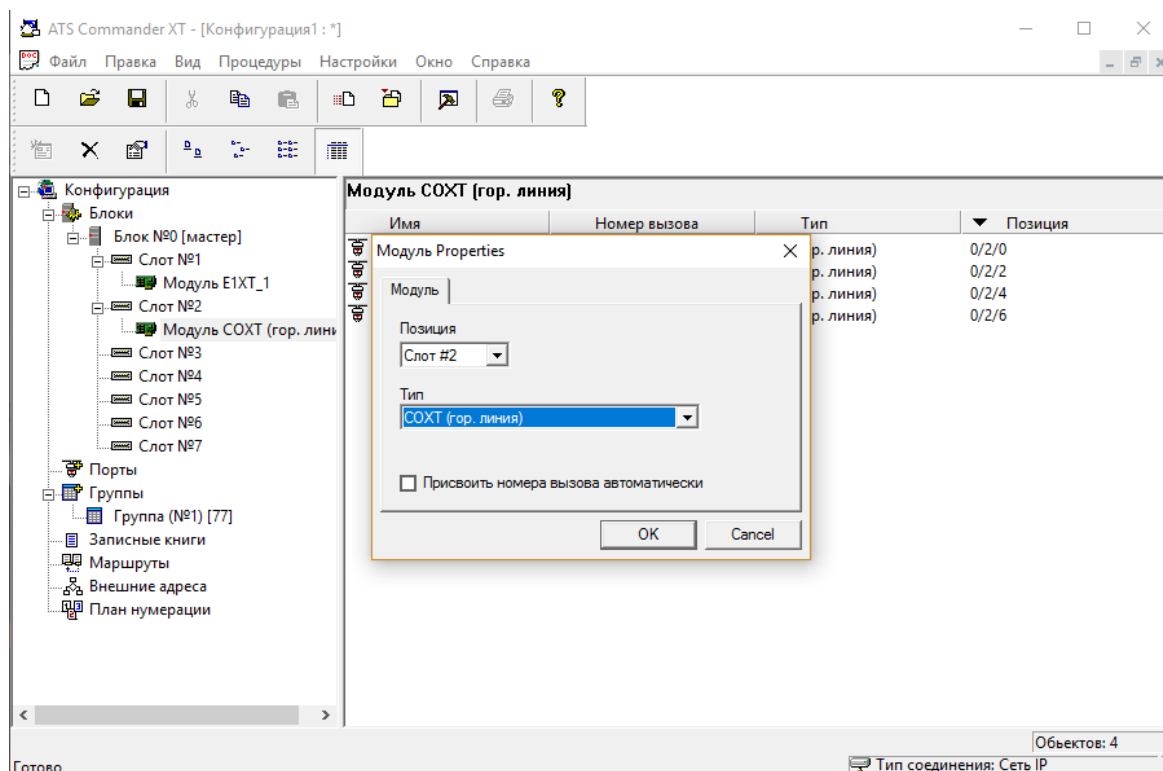 ATS Commander XT - [Конфигурация1 : *]
Файл Правка Вид Процедуры Настройки Окно Справка
Конфигурация
Блоки
Блок №0 [мастер]
Слот №1
Модуль E1XT_1
Слот №2
Модуль COXT (гор. лини
Слот №3
Слот №4
Слот №5
Слот №6
Слот №7
Порты
Группы
Группа (№1) [77]
Записные книги
Маршруты
Внешние адреса
План нумерации
Модуль COXT (гор. линия)
Имя Номер вызова Тип Позиция
р. линия) 0/2/0
р. линия) 0/2/2
р. линия) 0/2/4
р. линия) 0/2/6
Модуль Properties
Модуль
Позиция
Слот #2
Тип
COXT (гор. линия)
Присвоить номера вызова автоматически
OK Cancel
Обьектов: 4
Готово Тип соединения: Сеть IP